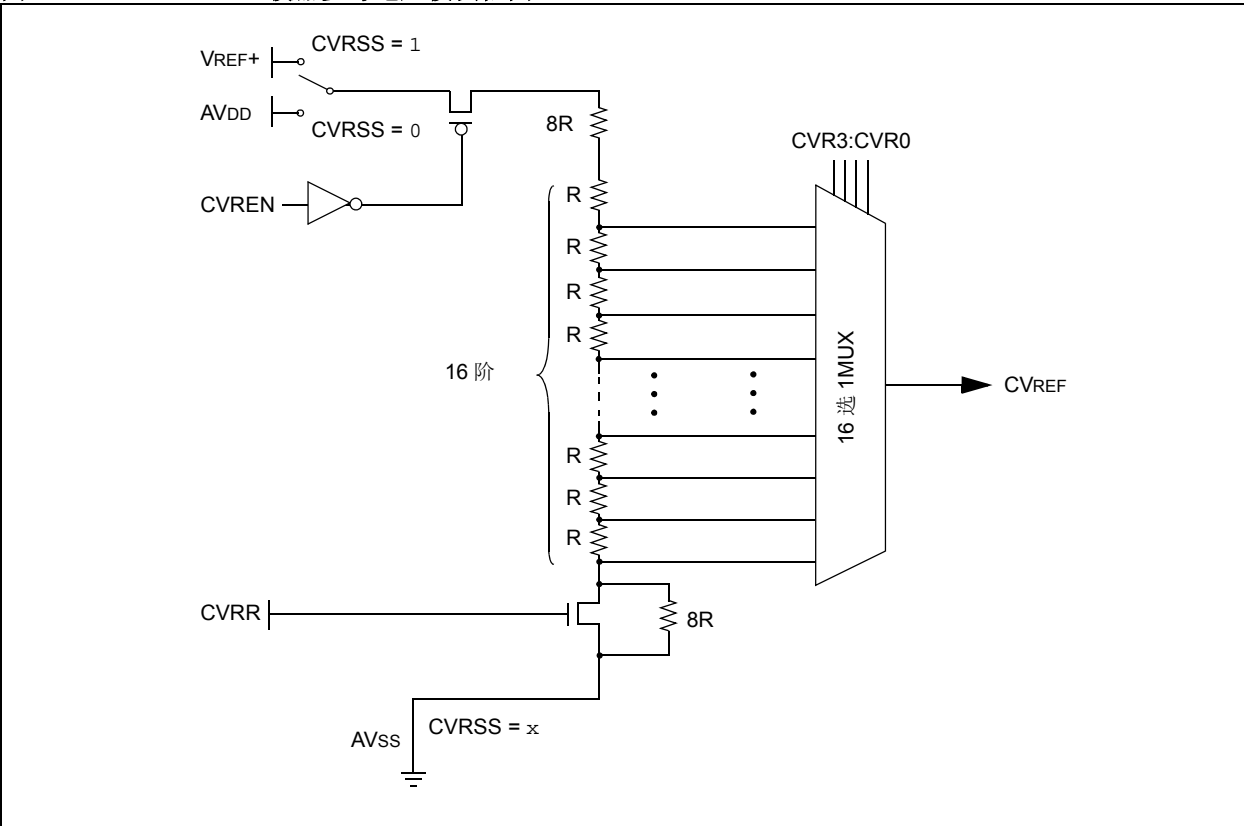 CVRSS = 1
VREF+
AVDD
CVRSS = 0
8R
CVR3:CVR0
CVREN
R
R
R
R
16 阶
16 选 1MUX
CVREF
R
R
R
CVRR
8R
CVRSS = x
AVSS